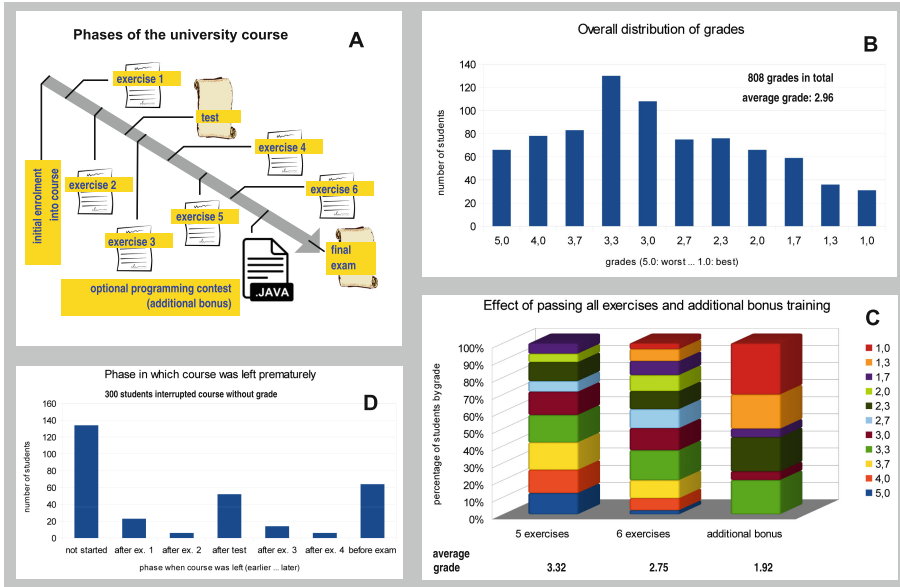 Phases of the university course
A
exercise 1
test
exercise 4
exercise 2
exercise 6
initial enrolment
into course
exercise 5
exercise 3
final
exam
optional programming contest
(additional bonus)
.JAVA
Overall distribution of grades
B
808 grades in total
average grade: 2.96
number of students
140
120
100
80
60
40
20
0
5,0 4,0 3,7 3,3 3,0 2,7 2,3 2,0 1,7 1,3 1,0
grades (5.0: worst ... 1.0: best)
Effect of passing all exercises and additional bonus training
C
percentage of students by grade
100%
90%
80%
70%
60%
50%
40%
30%
20%
10%
0%
1,0
1,3
1,7
2,0
2,3
2,7
3,0
3,3
3,7
4,0
5,0
5 exercises 6 exercises additional bonus
average
grade 3.32 2.75 1.92
Phase in which course was left prematurely
300 students interrupted course without grade
D
number of students
160
140
120
100
80
60
40
20
0
not started after ex. 1 after ex. 2 after test after ex. 3 after ex. 4 before exam
phase when course was left (earlier ... later)